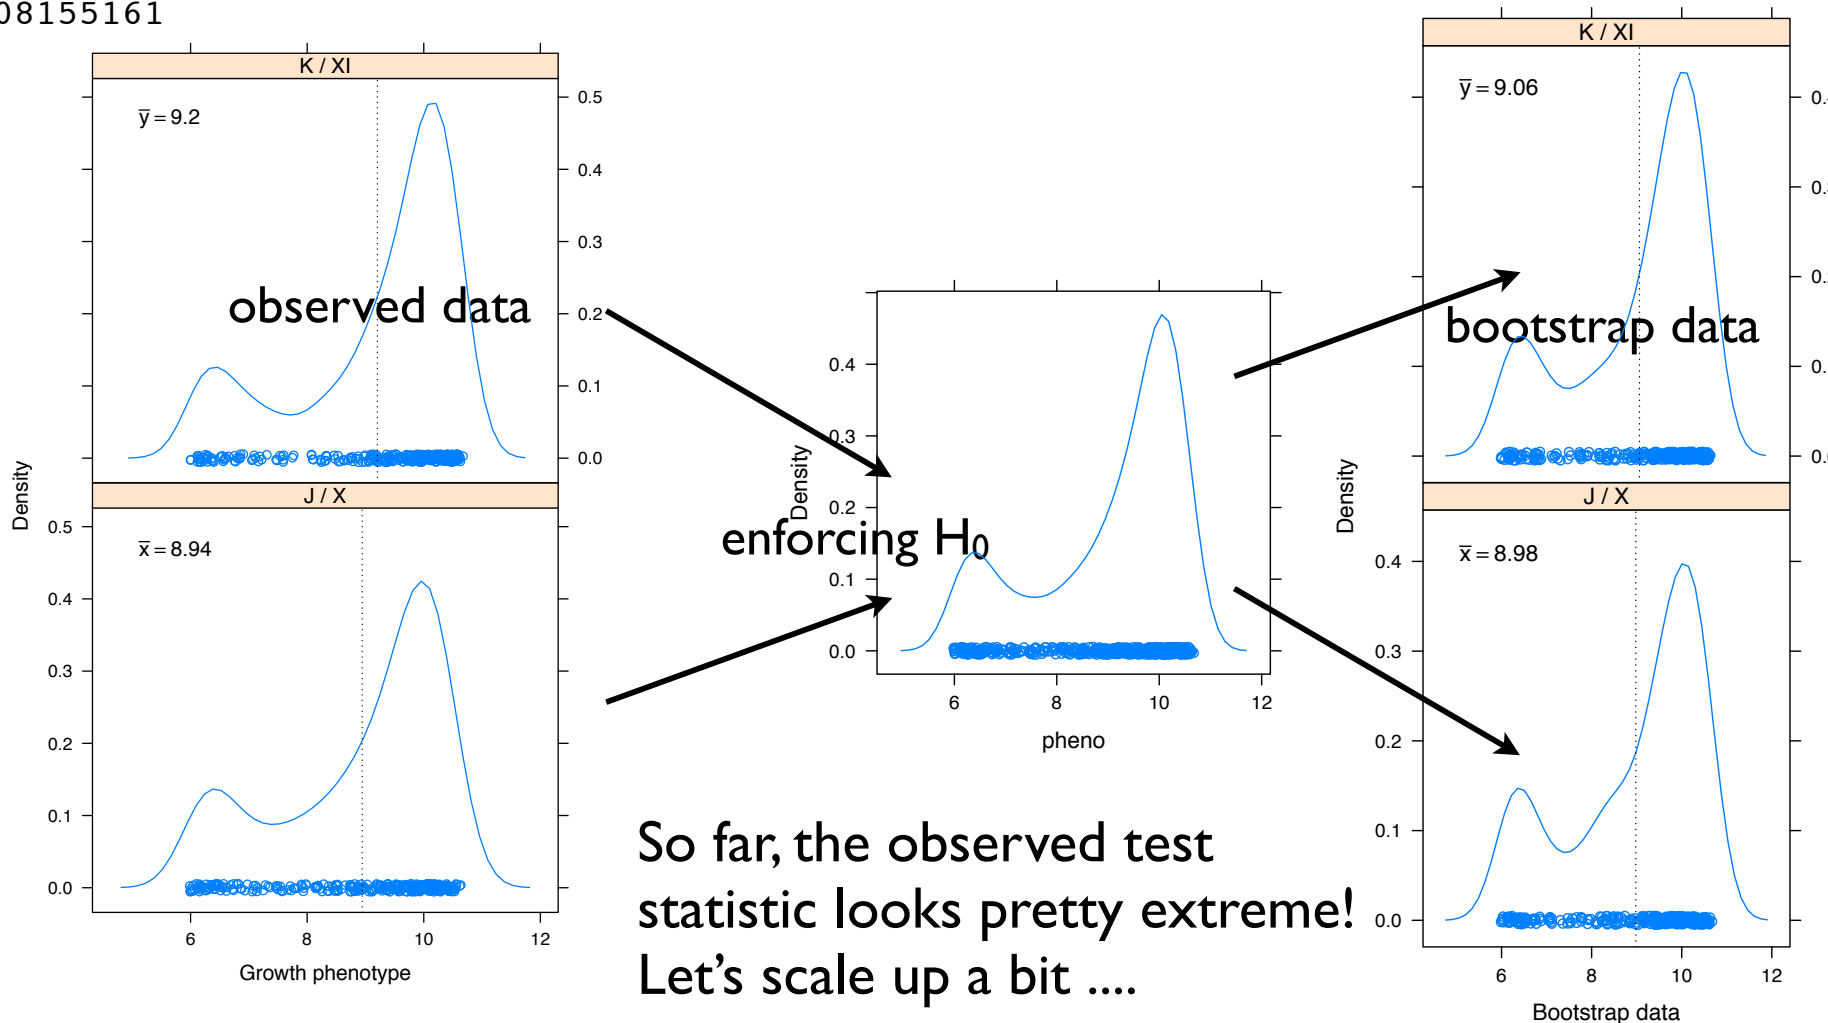 08155161
K / XI
y = 9.2
0.5
0.4
0.3
0.2
0.1
0.0
observed data
J / X
x = 8.94
0.5
0.4
0.3
0.2
0.1
0.0
Density
6 8 10 12
Growth phenotype
enforcing H0
Density
0.4
0.3
0.2
0.1
0.0
6 8 10 12
pheno
K / XI
y = 9.06
bootstrap data
J / X
x = 8.98
0.4
0.3
0.2
0.1
0.0
Density
6 8 10 12
Bootstrap data
So far, the observed test
statistic looks pretty extreme!
Let's scale up a bit ....